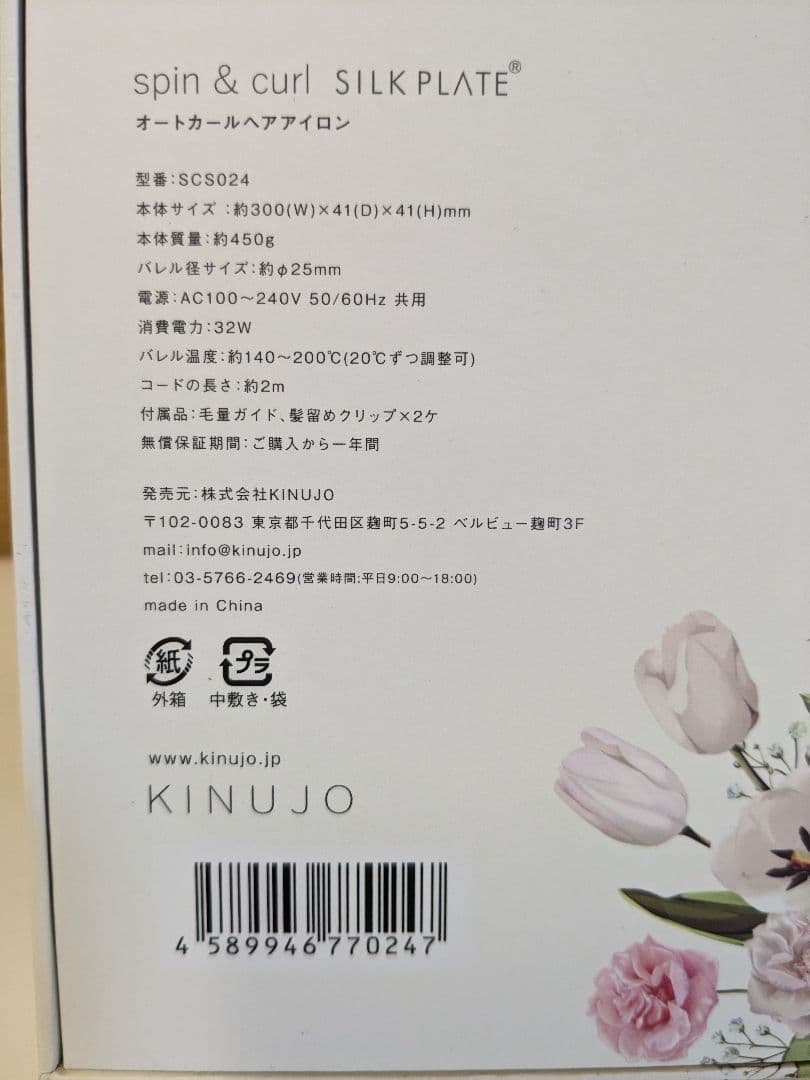 spin & curl SILK PLATE®
オートカールヘアアイロン
型番:SCS024
本体サイズ :約300(W)×41(D)×41(H)mm
本体質量:約450g
バレル径サイズ:約φ25mm
電源:AC100～240V 50/60Hz 共用
消費電力:32W
バレル温度:約140～200℃(20℃ずつ調整可)
コードの長さ:約2m
付属品:毛量ガイド、髪留めクリップ×2ケ
無償保証期間:ご購入から一年間
発売元:株式会社KINUJO
〒102-0083 東京都千代田区麹町5-5-2 ベルビュー麹町3F
mail:info@kinujo.jp
tel:03-5766-2469(営業時間:平日9:00～18:00)
made in China
紙 プラ
外箱 中敷き・袋
www.kinujo.jp
KINUJO
4 589946 770247